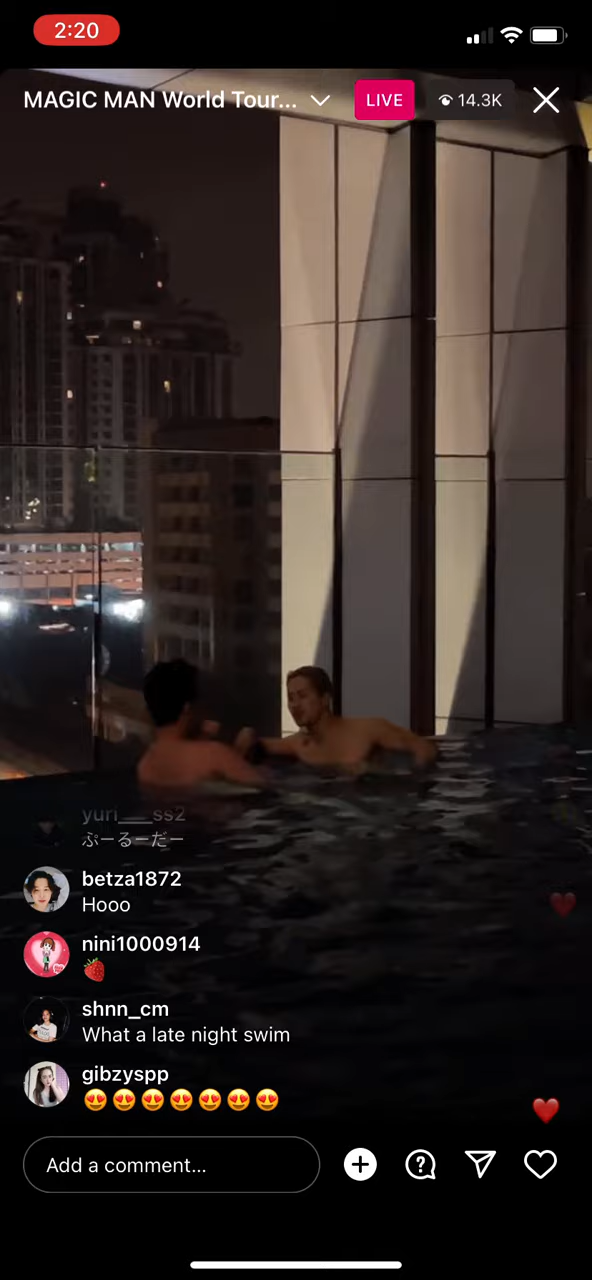 2:20
MAGIC MAN World Tour...
LIVE
14.3K
yuri___ss2
ぷーるーだー
betza1872
Hooo
nini1000914
🍓
shnn_cm
What a late night swim
gibzyspp
😍😍😍😍😍😍😍
Add a comment...